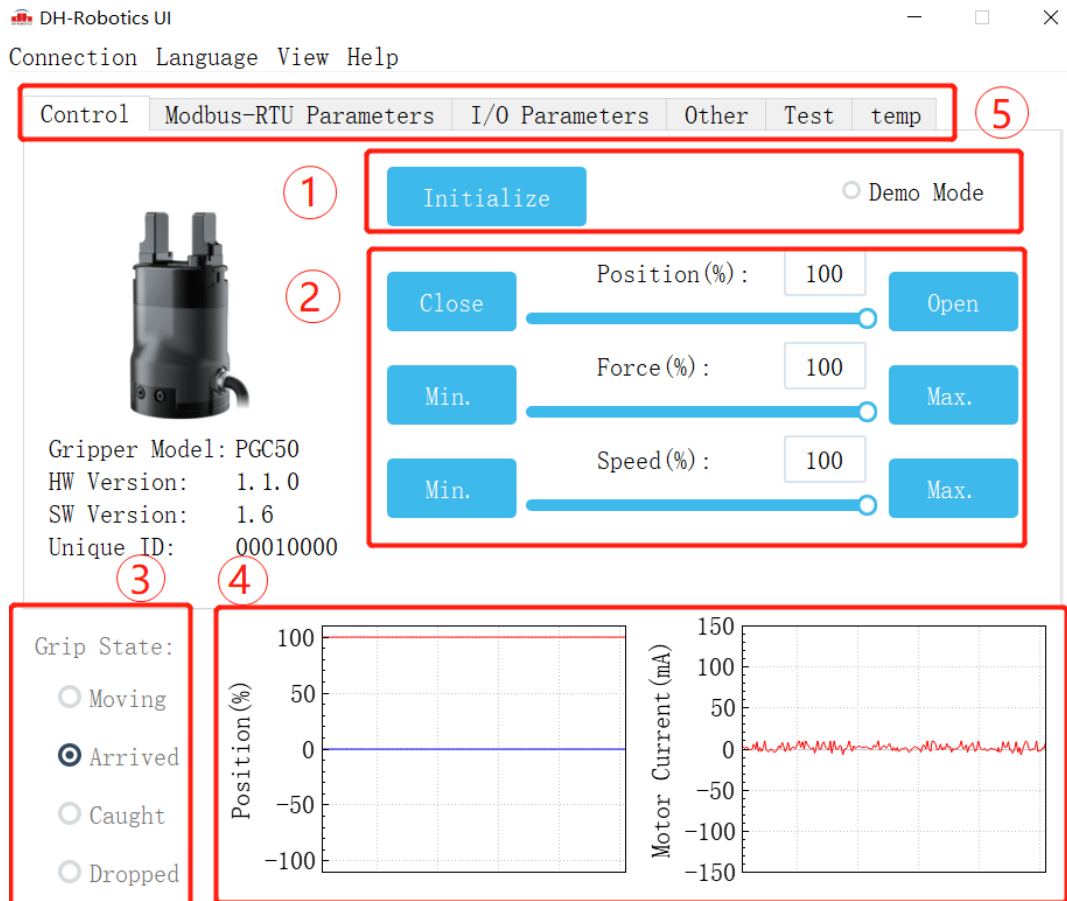 DH-Robotics UI
Connection Language View Help
Control Modbus-RTU Parameters I/O Parameters Other Test temp
5
1
Initialize
Demo Mode
2
Position(%): 100
Close
Open
Force(%): 100
Min.
Max.
Speed(%): 100
Min.
Max.
Gripper Model: PGC50
HW Version: 1.1.0
SW Version: 1.6
Unique ID: 00010000
3
4
Grip State:
Moving
Arrived
Caught
Dropped
Position(%)
100
50
0
-50
-100
Motor Current(mA)
150
100
50
0
-50
-100
-150